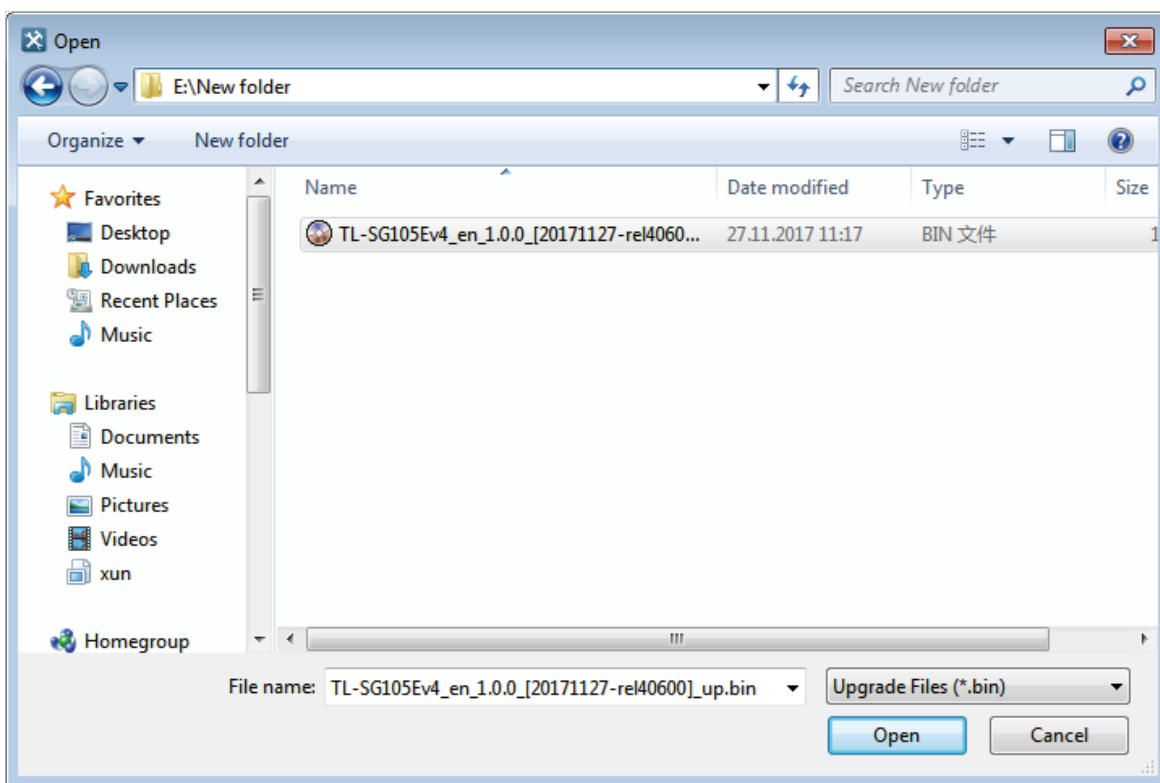 Open
E:\New folder
Search New folder
Organize New folder
Name Date modified Type Size
TL-SG105Ev4_en_1.0.0_[20171127-rel4060... 27.11.2017 11:17 BIN 文件 1
Favorites
Desktop
Downloads
Recent Places
Music
Libraries
Documents
Music
Pictures
Videos
xun
Homegroup
File name: TL-SG105Ev4_en_1.0.0_[20171127-rel40600]_up.bin Upgrade Files (*.bin)
Open Cancel